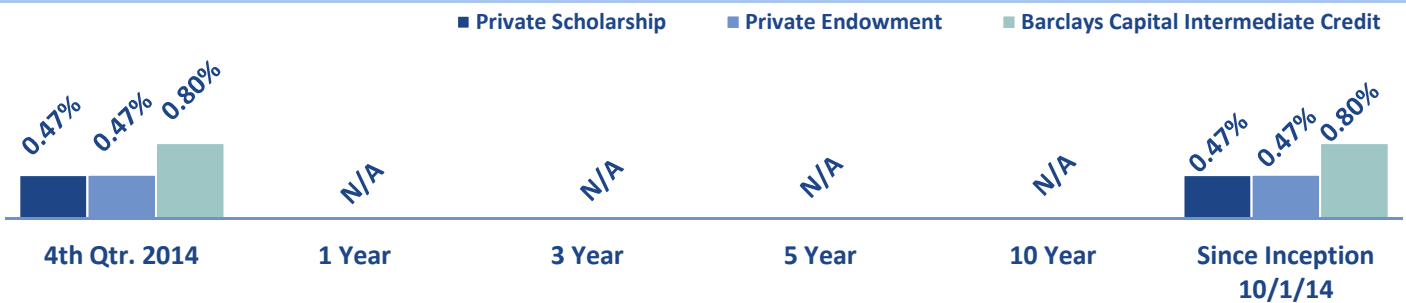 Private Scholarship Private Endowment Barclays Capital Intermediate Credit
0.47% 0.47% 0.80% N/A N/A N/A N/A 0.47% 0.47% 0.80%
4th Qtr. 2014 1 Year 3 Year 5 Year 10 Year Since Inception
10/1/14